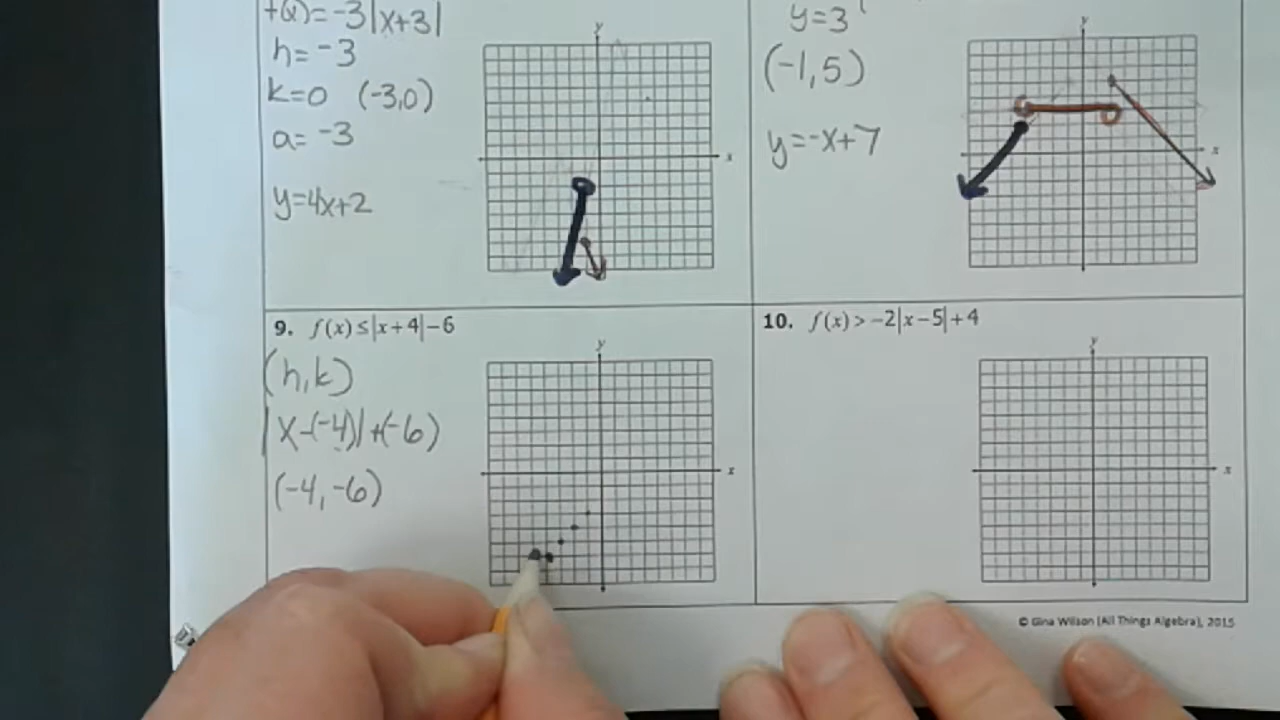 f(x) = -3|x+3|
h = -3
k=0 (-3,0)
a= -3
y=4x+2
y
x
y=3
(-1,5)
y=-x+7
y
x
9. f(x) ≤ |x+4| - 6
(h,k)
|x-(-4)| +(-6)
(-4,-6)
y
x
10. f(x) > -2|x-5| + 4
y
x
© Gina Wilson (All Things Algebra), 2015